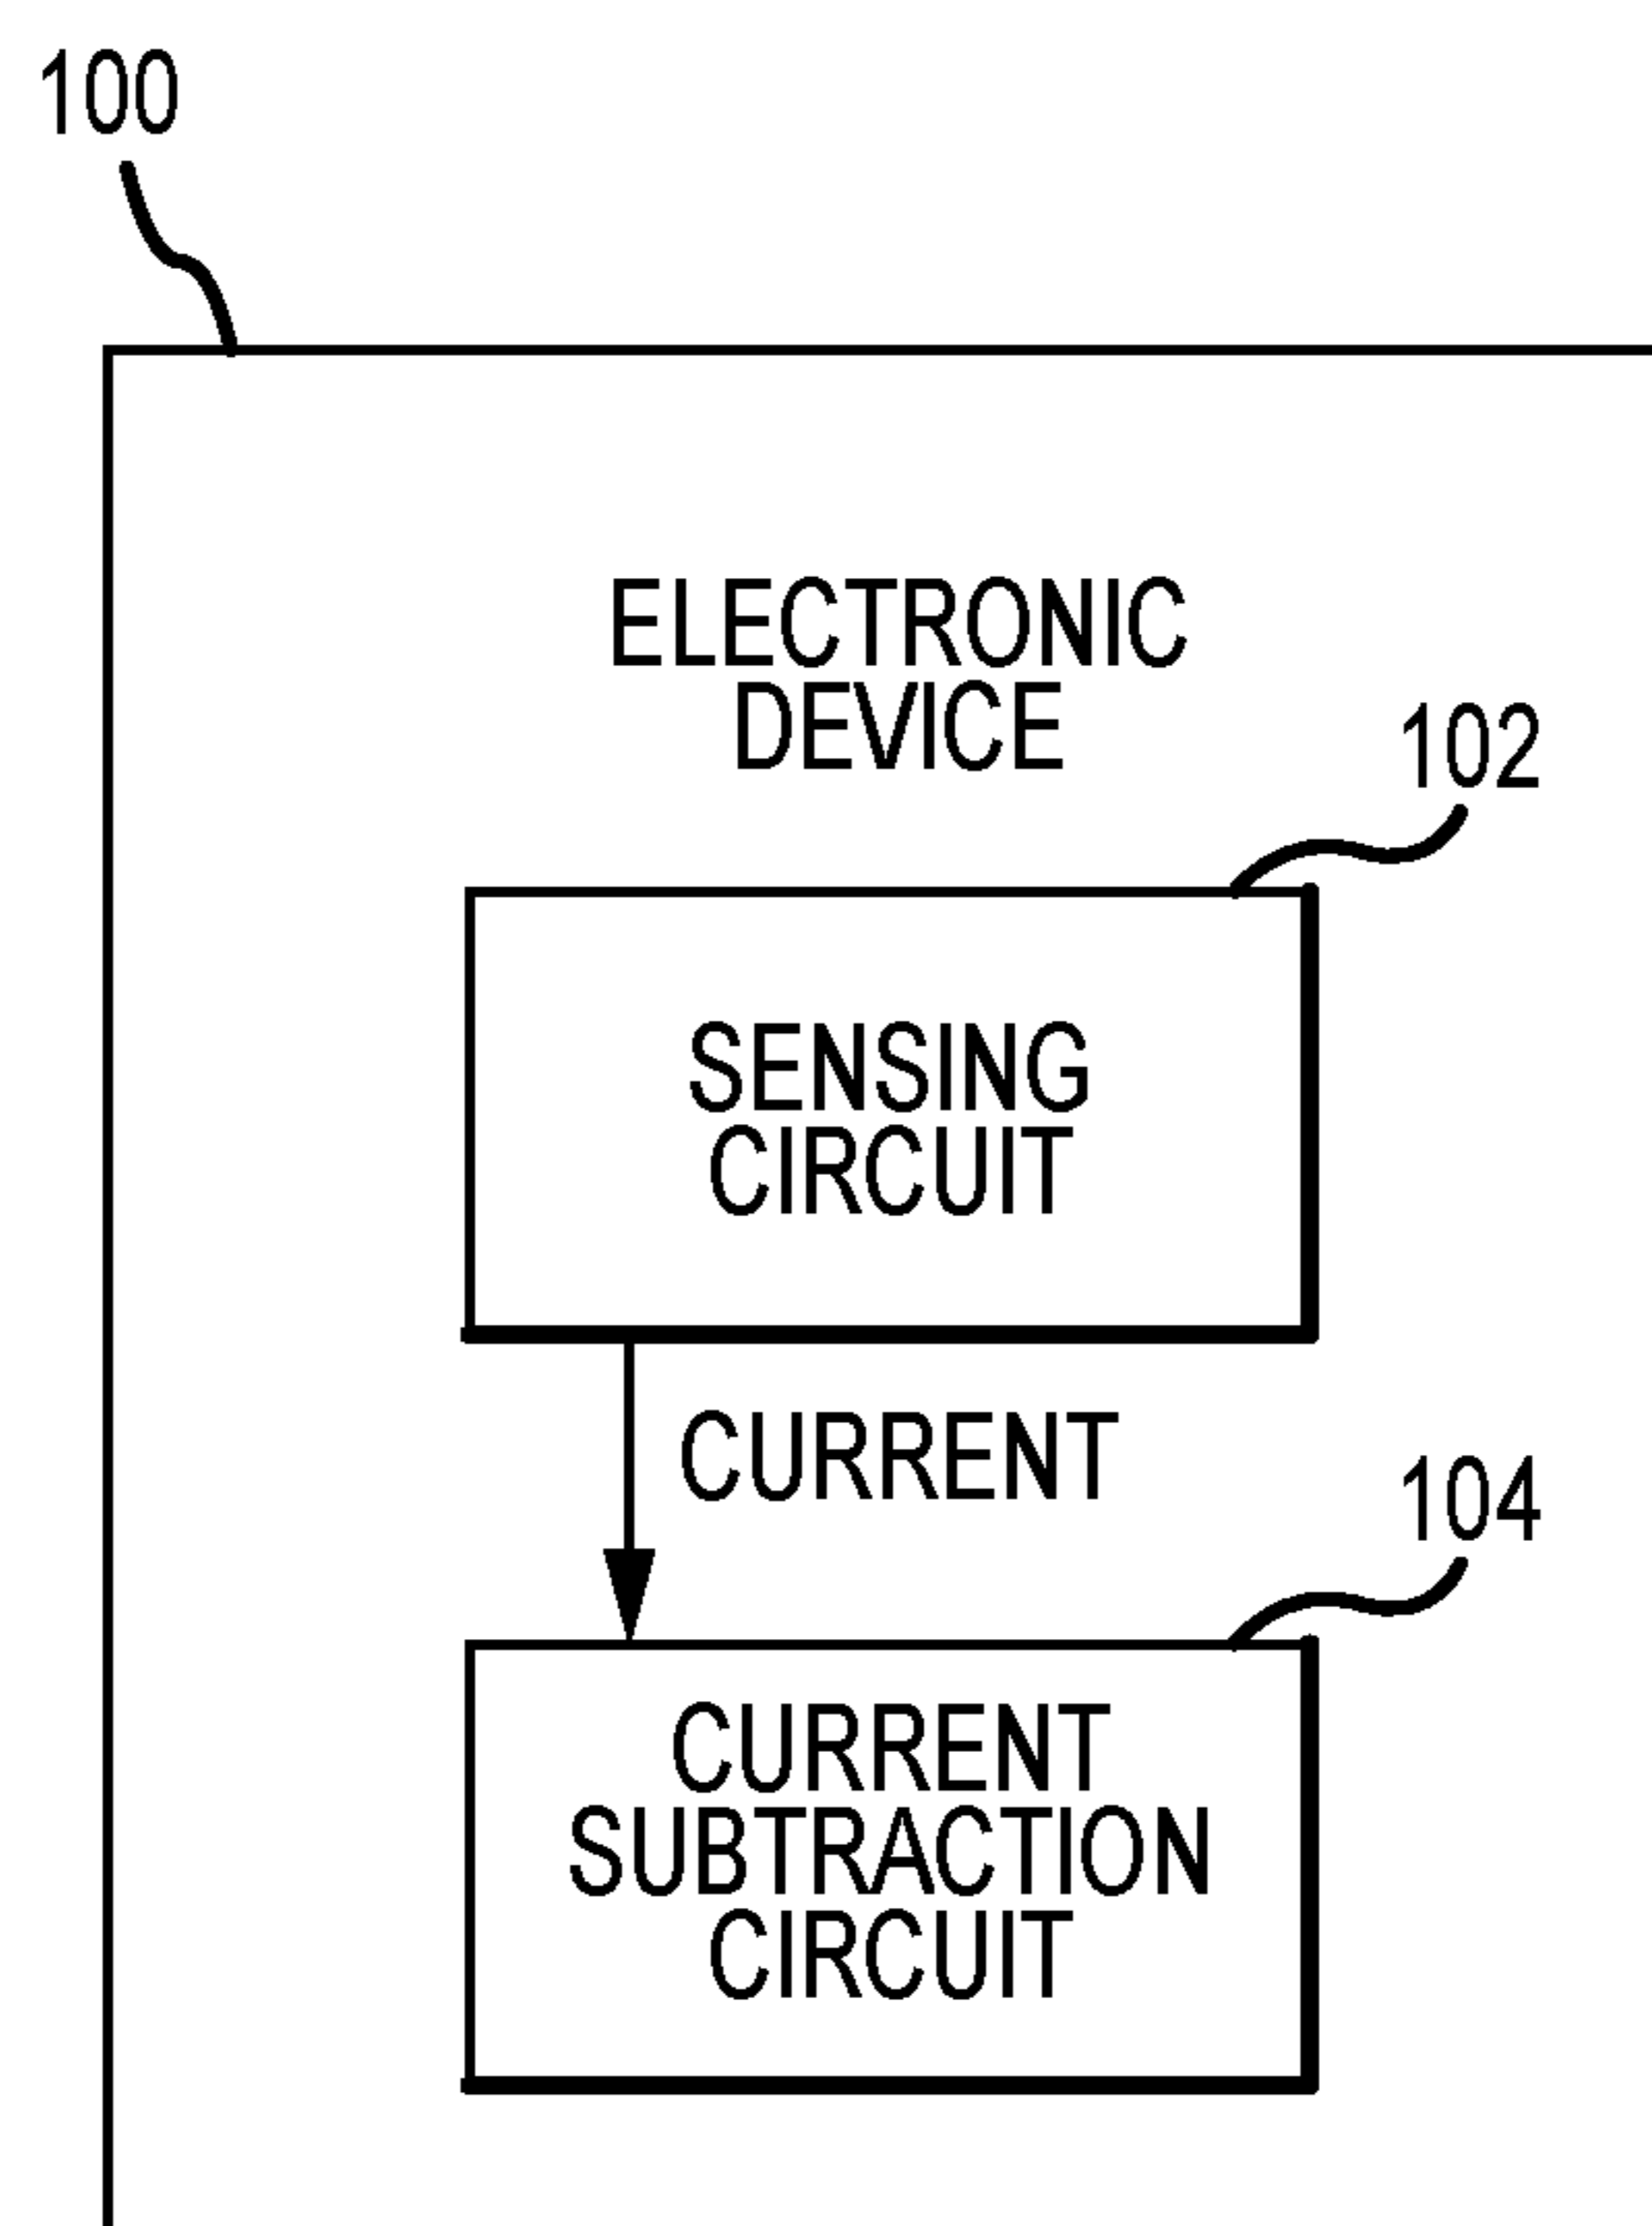 100
ELECTRONIC
DEVICE
102
SENSING
CIRCUIT
CURRENT
104
CURRENT
SUBTRACTION
CIRCUIT